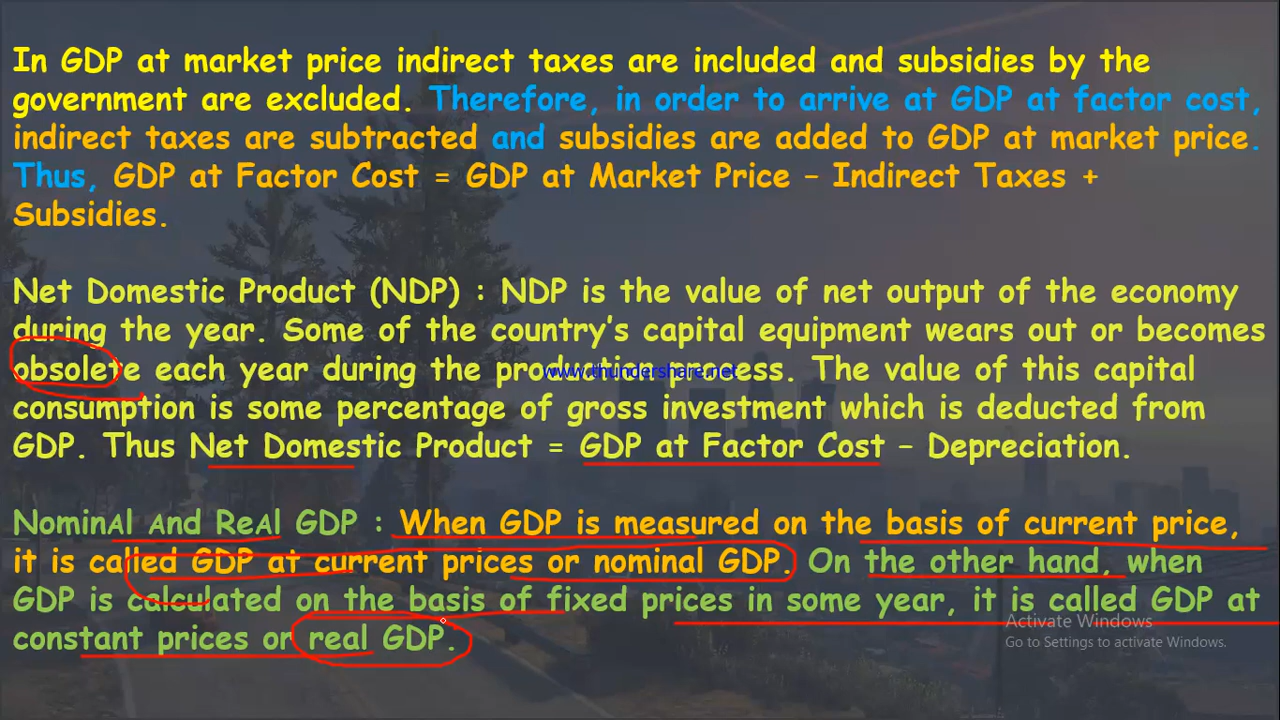 In GDP at market price indirect taxes are included and subsidies by the
government are excluded. Therefore, in order to arrive at GDP at factor cost,
indirect taxes are subtracted and subsidies are added to GDP at market price.
Thus, GDP at Factor Cost = GDP at Market Price – Indirect Taxes +
Subsidies.
Net Domestic Product (NDP) : NDP is the value of net output of the economy
during the year. Some of the country's capital equipment wears out or becomes
obsolete each year during the production process. The value of this capital
www.thundershare.net
consumption is some percentage of gross investment which is deducted from
GDP. Thus Net Domestic Product = GDP at Factor Cost – Depreciation.
NominAl And ReAl GDP : When GDP is measured on the basis of current price,
it is called GDP at current prices or nominal GDP. On the other hand, when
GDP is calculated on the basis of fixed prices in some year, it is called GDP at
constant prices or real GDP.
Activate Windows
Go to Settings to activate Windows.